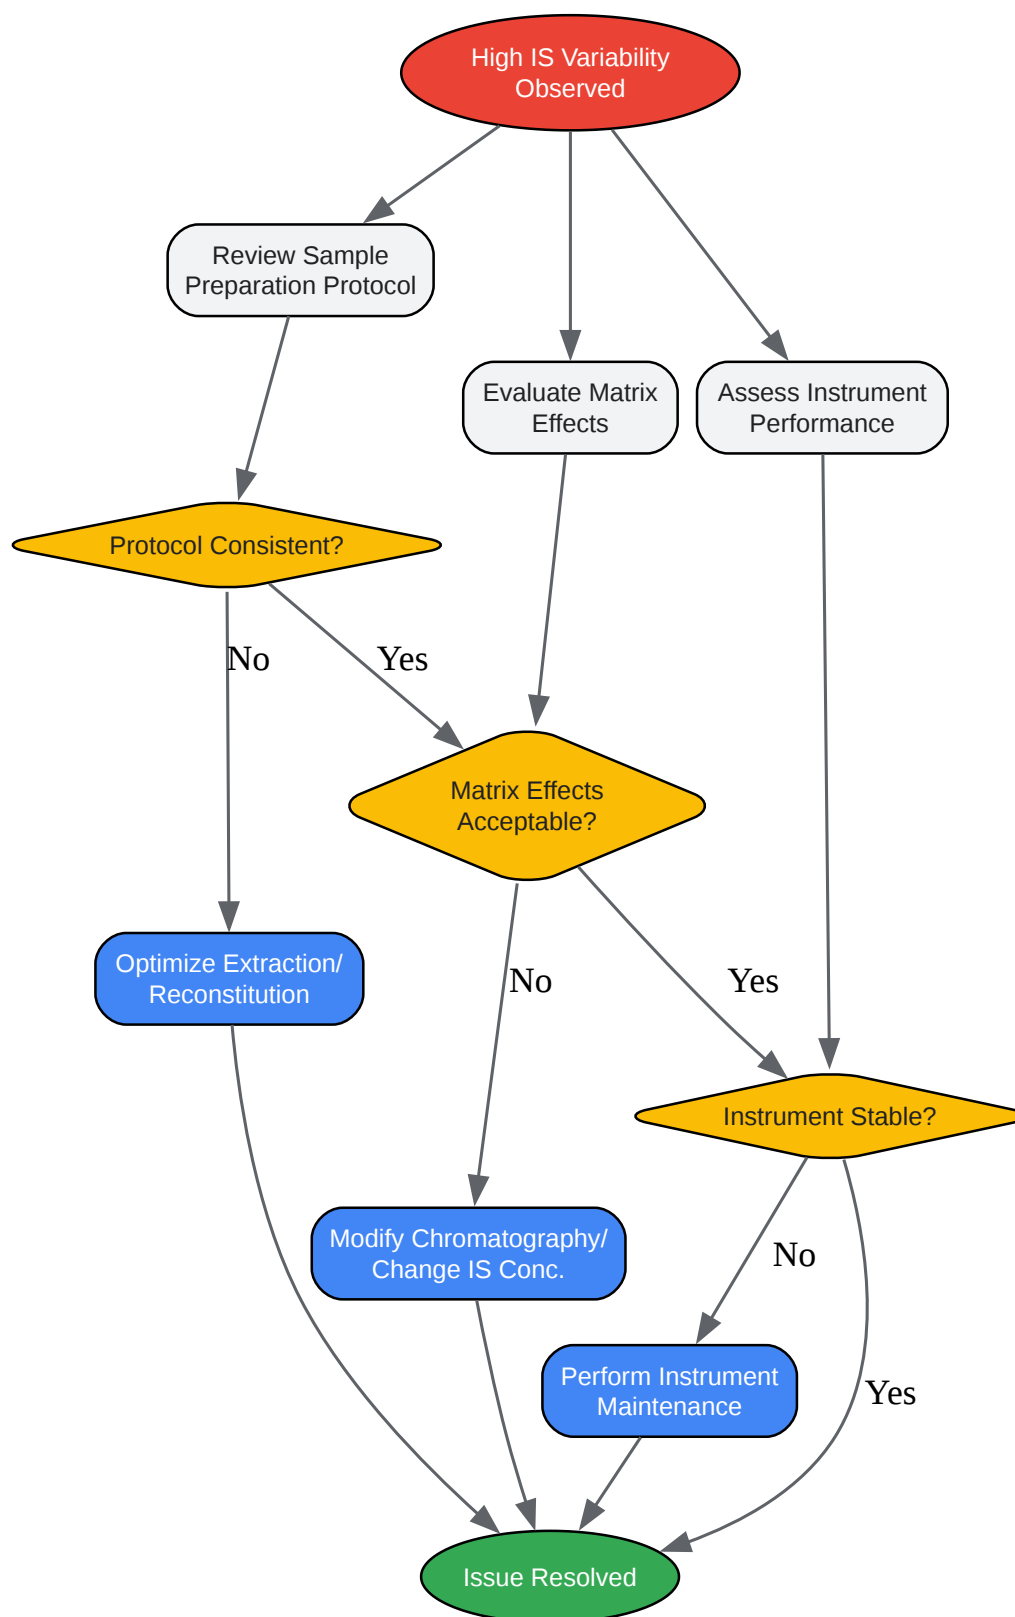 High IS Variability
Observed
Review Sample
Preparation Protocol
Evaluate Matrix
Effects
Assess Instrument
Performance
Protocol Consistent?
No
Yes
Matrix Effects
Acceptable?
Optimize Extraction/
Reconstitution
No
Yes
Instrument Stable?
Modify Chromatography/
Change IS Conc.
No
Perform Instrument
Maintenance
Yes
Issue Resolved